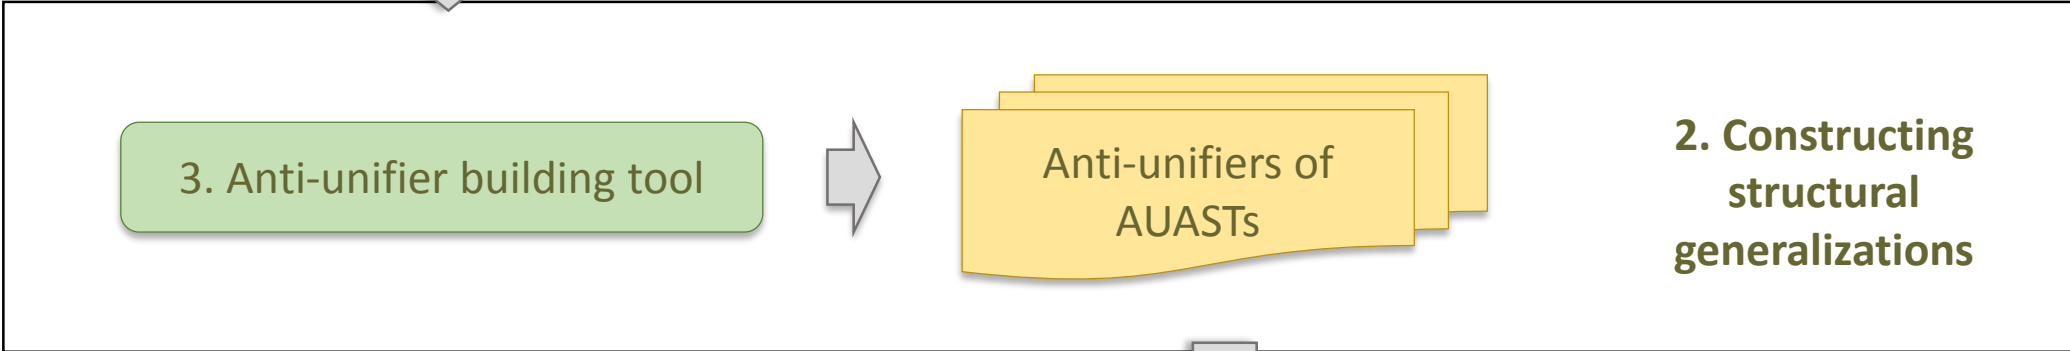 3. Anti-unifier building tool
Anti-unifiers of
AUASTs
2. Constructing
structural
generalizations